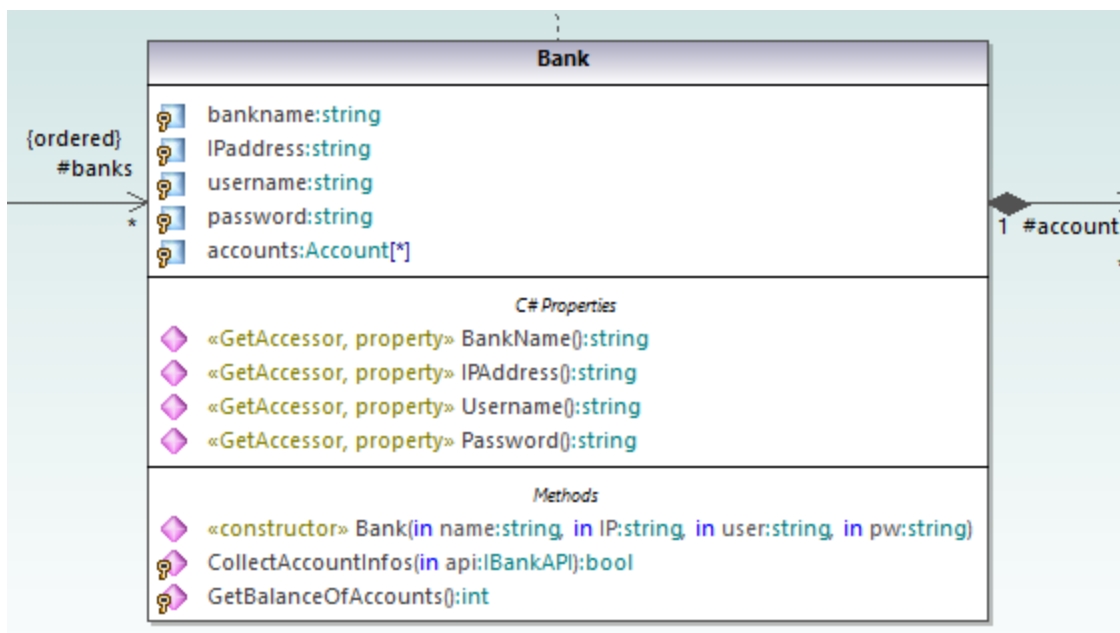 Bank
bankname:string
IPaddress:string
username:string
password:string
accounts:Account[*]
{ordered}
#banks
*
1 #account
*
C# Properties
«GetAccessor, property» BankName():string
«GetAccessor, property» IPAddress():string
«GetAccessor, property» Username():string
«GetAccessor, property» Password():string
Methods
«constructor» Bank(in name:string, in IP:string, in user:string, in pw:string)
CollectAccountInfos(in api:IBankAPI):bool
GetBalanceOfAccounts():int